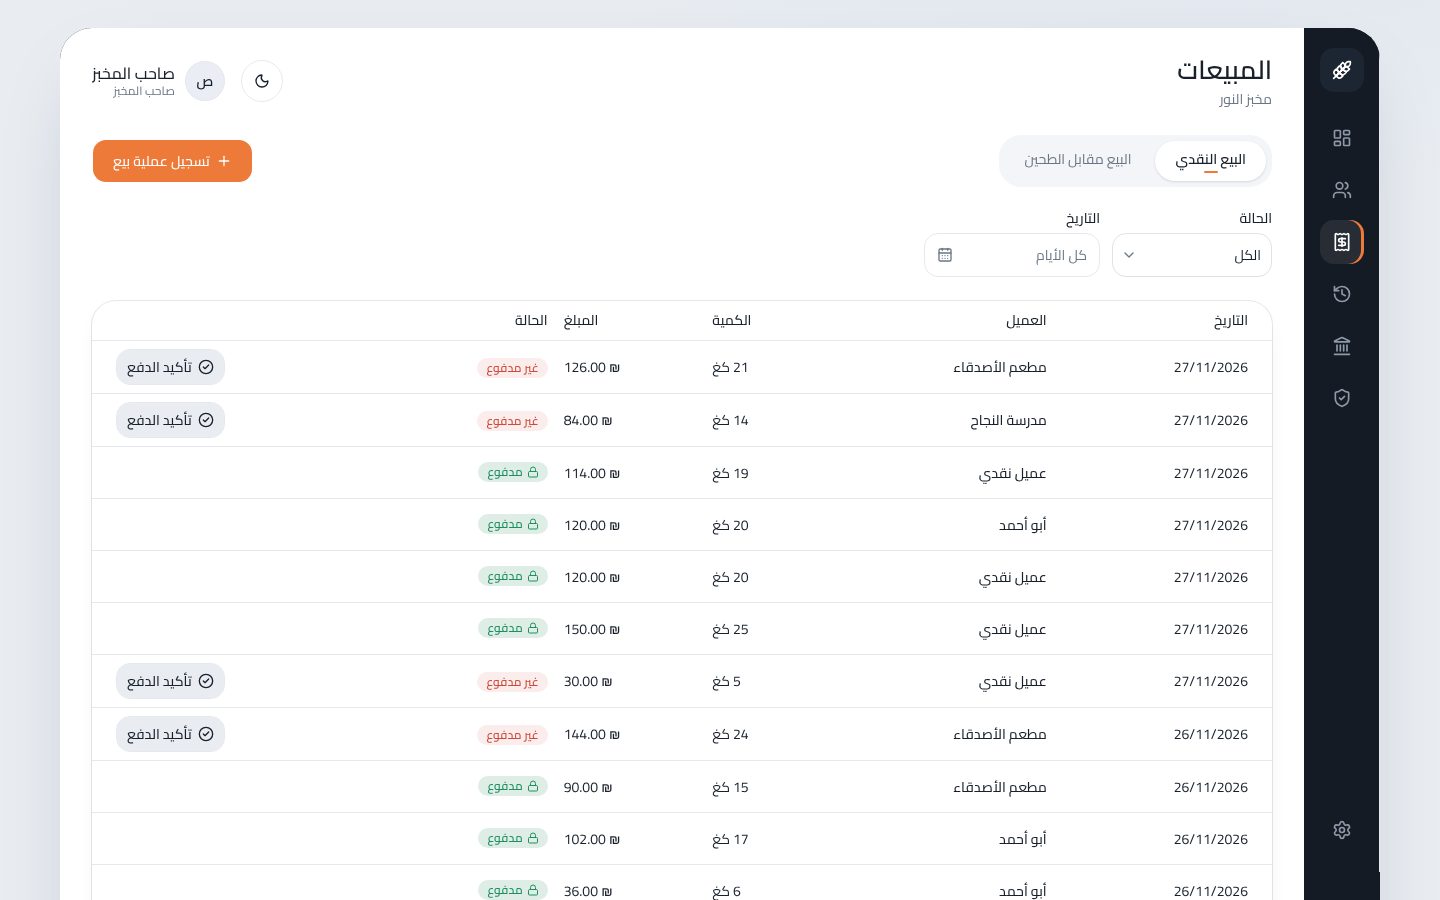 المبيعات
مخبز النور
ص
صاحب المخبز
صاحب المخبز
البيع النقدي
البيع مقابل الطحين
تسجيل عملية بيع
الحالة
التاريخ
الكل
كل الأيام
التاريخ العميل الكمية المبلغ الحالة
27/11/2026 مطعم الأصدقاء 21 كغ 126.00 ₪ غير مدفوع تأكيد الدفع
27/11/2026 مدرسة النجاح 14 كغ 84.00 ₪ غير مدفوع تأكيد الدفع
27/11/2026 عميل نقدي 19 كغ 114.00 ₪ مدفوع
27/11/2026 أبو أحمد 20 كغ 120.00 ₪ مدفوع
27/11/2026 عميل نقدي 20 كغ 120.00 ₪ مدفوع
27/11/2026 عميل نقدي 25 كغ 150.00 ₪ مدفوع
27/11/2026 عميل نقدي 5 كغ 30.00 ₪ غير مدفوع تأكيد الدفع
26/11/2026 مطعم الأصدقاء 24 كغ 144.00 ₪ غير مدفوع تأكيد الدفع
26/11/2026 مطعم الأصدقاء 15 كغ 90.00 ₪ مدفوع
26/11/2026 أبو أحمد 17 كغ 102.00 ₪ مدفوع
26/11/2026 أبو أحمد 6 كغ 36.00 ₪ مدفوع